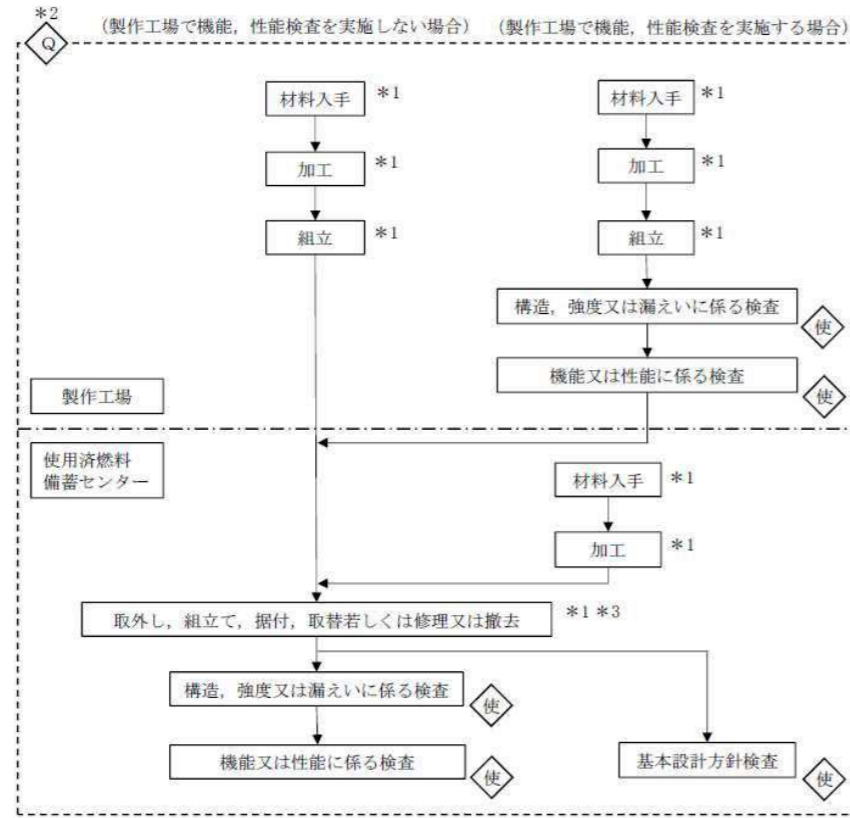 *2
Q
(製作工場で機能，性能検査を実施しない場合)
(製作工場で機能，性能検査を実施する場合)
材料入手 *1
加工 *1
組立 *1
材料入手 *1
加工 *1
組立 *1
構造，強度又は漏えいに係る検査
使
機能又は性能に係る検査
使
製作工場
使用済燃料
備蓄センター
材料入手 *1
加工 *1
取外し，組立て，据付，取替若しくは修理又は撤去 *1 *3
構造，強度又は漏えいに係る検査
使
機能又は性能に係る検査
使
基本設計方針検査
使